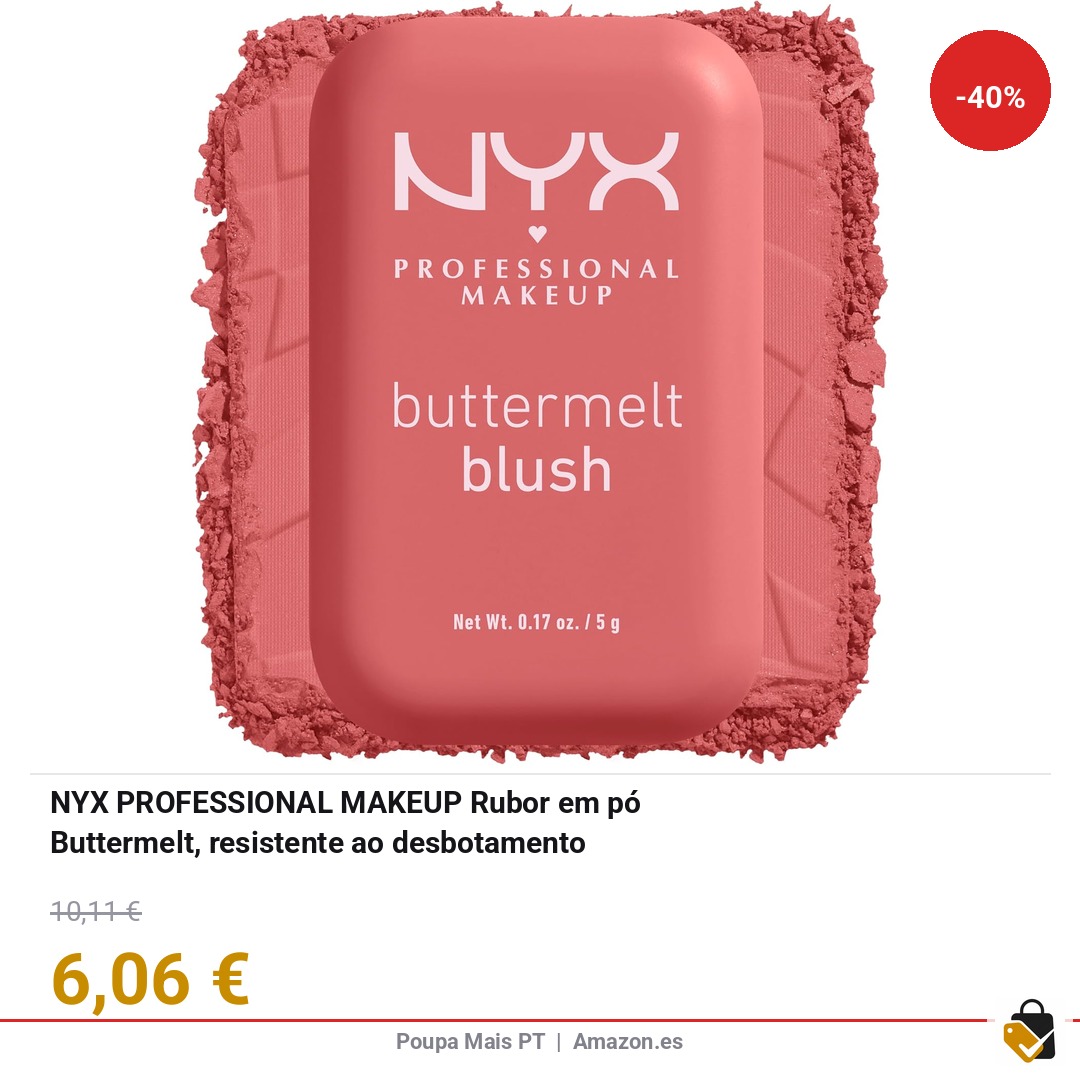 -40%
NYX
PROFESSIONAL
MAKEUP
buttermelt
blush
Net Wt. 0.17 oz. / 5 g
NYX PROFESSIONAL MAKEUP Rubor em pó
Buttermelt, resistente ao desbotamento
10,11 €
6,06 €
Poupa Mais PT | Amazon.es